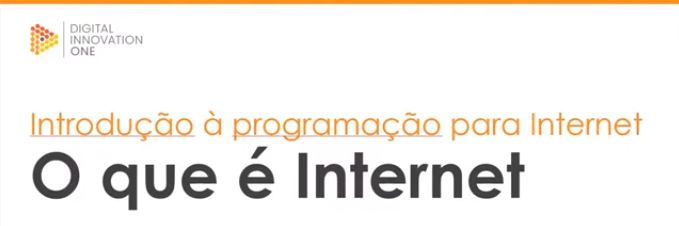 DIGITAL
INNOVATION
ONE
Introdução à programação para Internet
O que é Internet